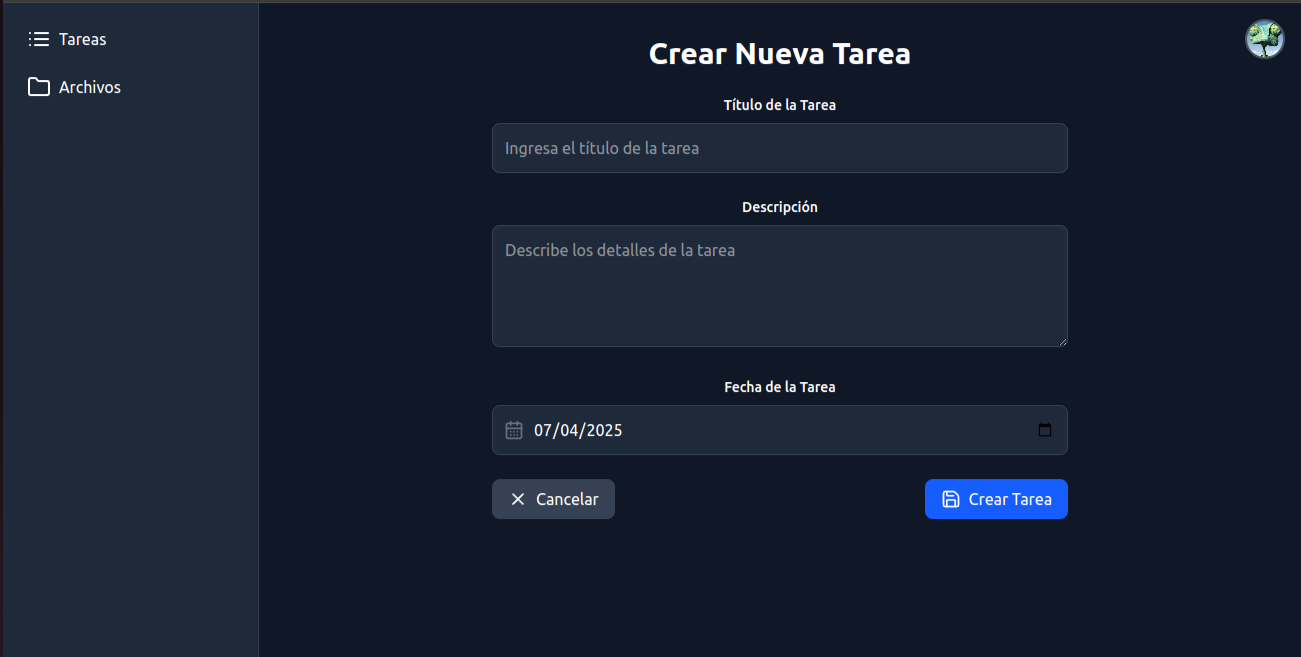 Tareas
Archivos
Crear Nueva Tarea
Título de la Tarea
Ingresa el título de la tarea
Descripción
Describe los detalles de la tarea
Fecha de la Tarea
07/04/2025
Cancelar
Crear Tarea